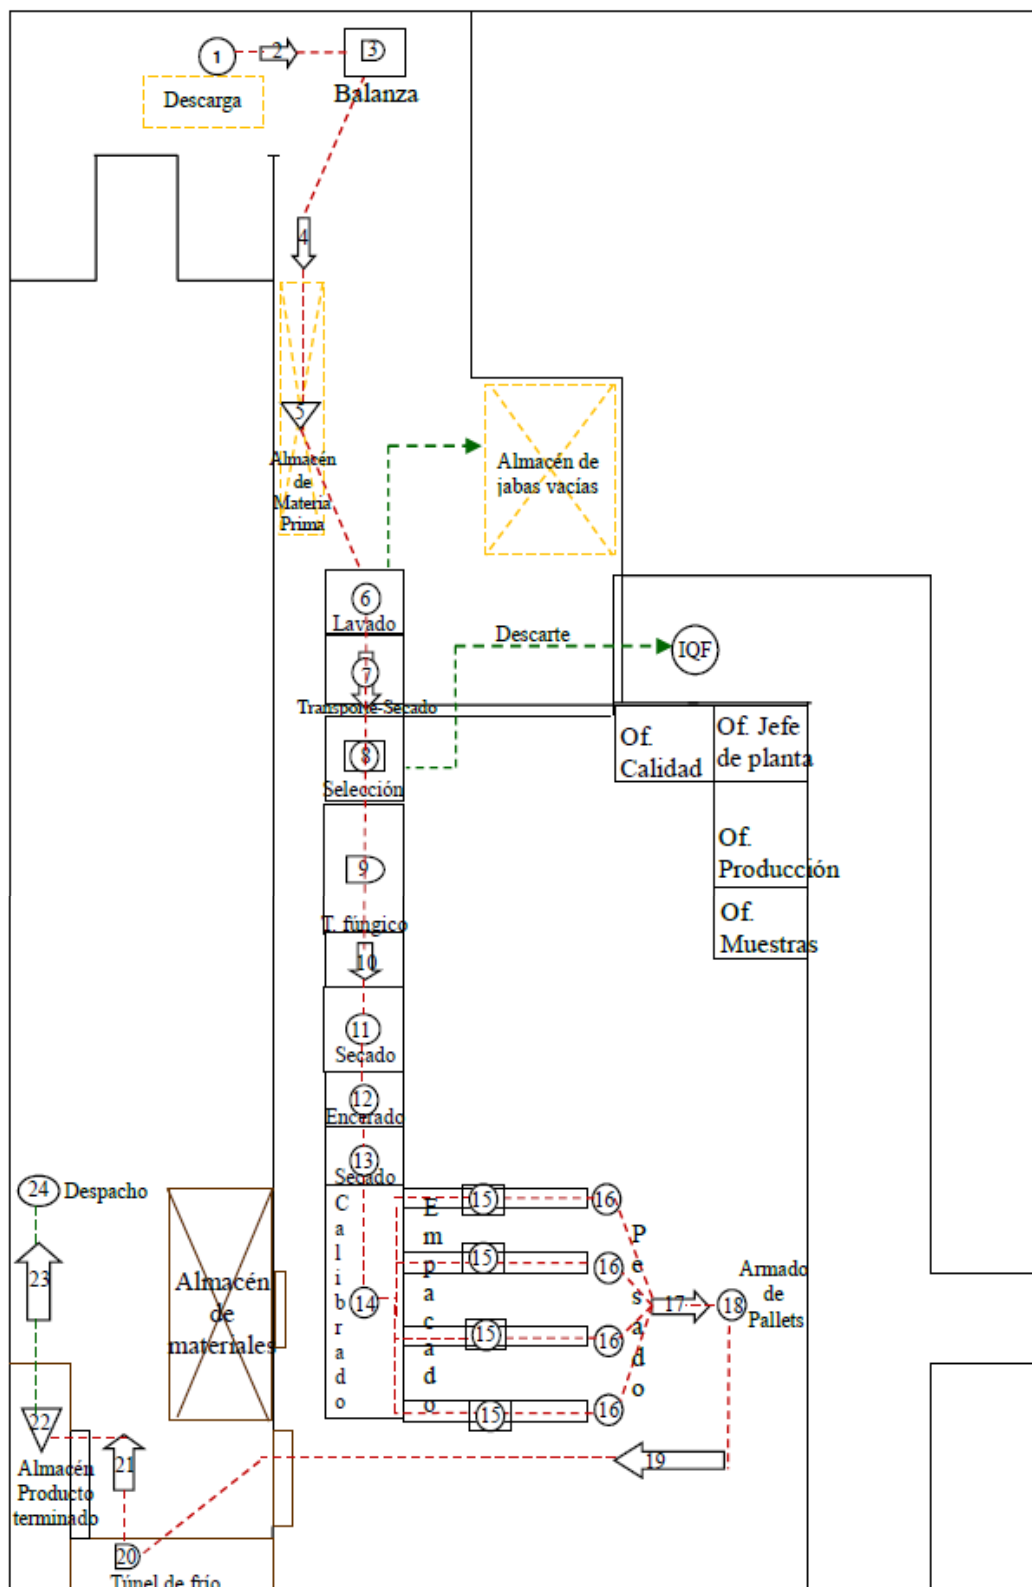 1
2
3
Descarga
Balanza
4
5
Almacén
de
Materia
Prima
Almacén de
jabas vacías
6
Lavado
Descarte
IQF
7
Transporte-Secado
Of.
Calidad
Of. Jefe
de planta
8
Selección
Of.
Producción
9
T. fúngico
Of.
Muestras
10
11
Secado
12
Encerado
13
Secado
24
Despacho
Calibrado
Empacado
15
16
15
16
15
16
15
16
Pesado
14
17
18
Armado
de
Pallets
23
Almacén
de
materiales
22
Almacén
Producto
terminado
21
19
20
Túnel de frío